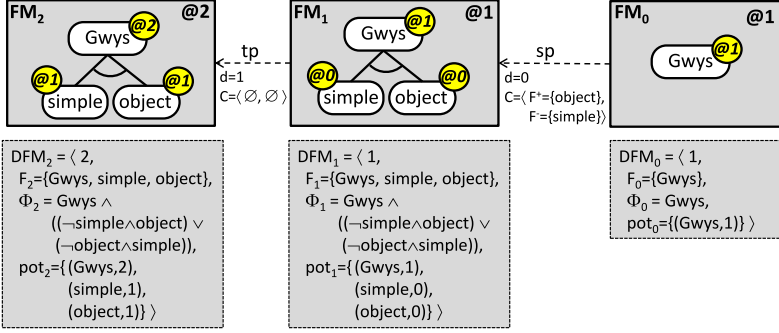 FM2 @2
@2
Gwys
@1 @1
simple object
tp
d=1
C=⟨ ∅, ∅ ⟩
FM1 @1
@1
Gwys
@0 @0
simple object
sp
d=0
C=⟨ F⁺={object},
F⁻={simple}⟩
FM0 @1
@1
Gwys
DFM₂ = ⟨ 2,
F₂={Gwys, simple, object},
Φ₂ = Gwys ∧
((¬simple∧object) ∨
(¬object∧simple)),
pot₂={(Gwys,2),
(simple,1),
(object,1)} ⟩
DFM₁ = ⟨ 1,
F₁={Gwys, simple, object},
Φ₁ = Gwys ∧
((¬simple∧object) ∨
(¬object∧simple)),
pot₁={(Gwys,1),
(simple,0),
(object,0)} ⟩
DFM₀ = ⟨ 1,
F₀={Gwys},
Φ₀ = Gwys,
pot₀={(Gwys,1)} ⟩